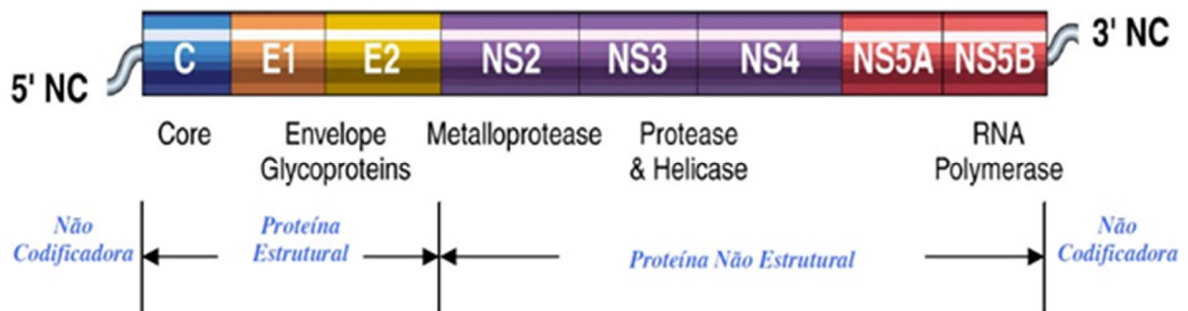 C E1 E2 NS2 NS3 NS4 NS5A NS5B
3' NC
5' NC
Core
Envelope
Glycoproteins
Metalloprotease
Protease
& Helicase
RNA
Polymerase
Não
Codificadora
Proteína
Estrutural
Proteína Não Estrutural
Não
Codificadora